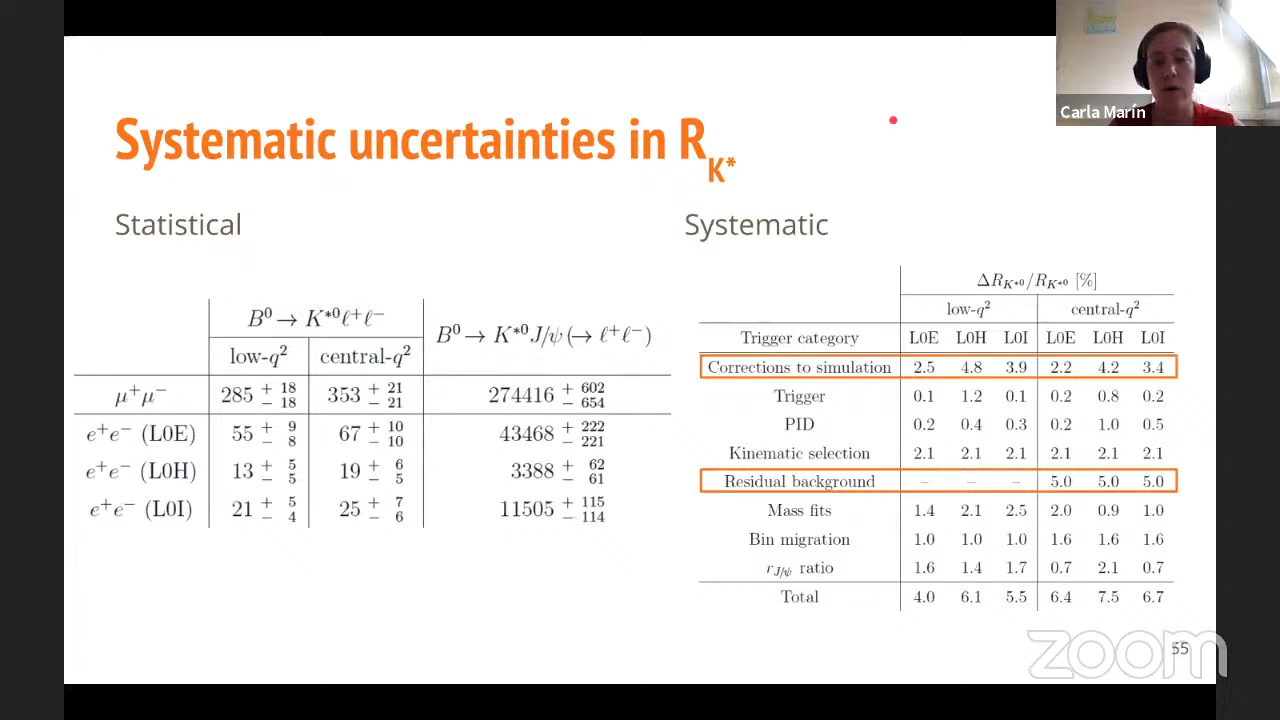 Carla Marín
Systematic uncertainties in R_K*
Statistical
Systematic
B⁰ → K*⁰ℓ⁺ℓ⁻ B⁰ → K*⁰J/ψ(→ ℓ⁺ℓ⁻)
low-q² central-q²
μ⁺μ⁻ 285 + 18 − 18 353 + 21 − 21 274416 + 602 − 654
e⁺e⁻ (L0E) 55 + 9 − 8 67 + 10 − 10 43468 + 222 − 221
e⁺e⁻ (L0H) 13 + 5 − 5 19 + 6 − 5 3388 + 62 − 61
e⁺e⁻ (L0I) 21 + 5 − 4 25 + 7 − 6 11505 + 115 − 114
ΔR_K*⁰/R_K*⁰ [%]
low-q² central-q²
Trigger category L0E L0H L0I L0E L0H L0I
Corrections to simulation 2.5 4.8 3.9 2.2 4.2 3.4
Trigger 0.1 1.2 0.1 0.2 0.8 0.2
PID 0.2 0.4 0.3 0.2 1.0 0.5
Kinematic selection 2.1 2.1 2.1 2.1 2.1 2.1
Residual background – – – 5.0 5.0 5.0
Mass fits 1.4 2.1 2.5 2.0 0.9 1.0
Bin migration 1.0 1.0 1.0 1.6 1.6 1.6
r_J/ψ ratio 1.6 1.4 1.7 0.7 2.1 0.7
Total 4.0 6.1 5.5 6.4 7.5 6.7
55
zoom